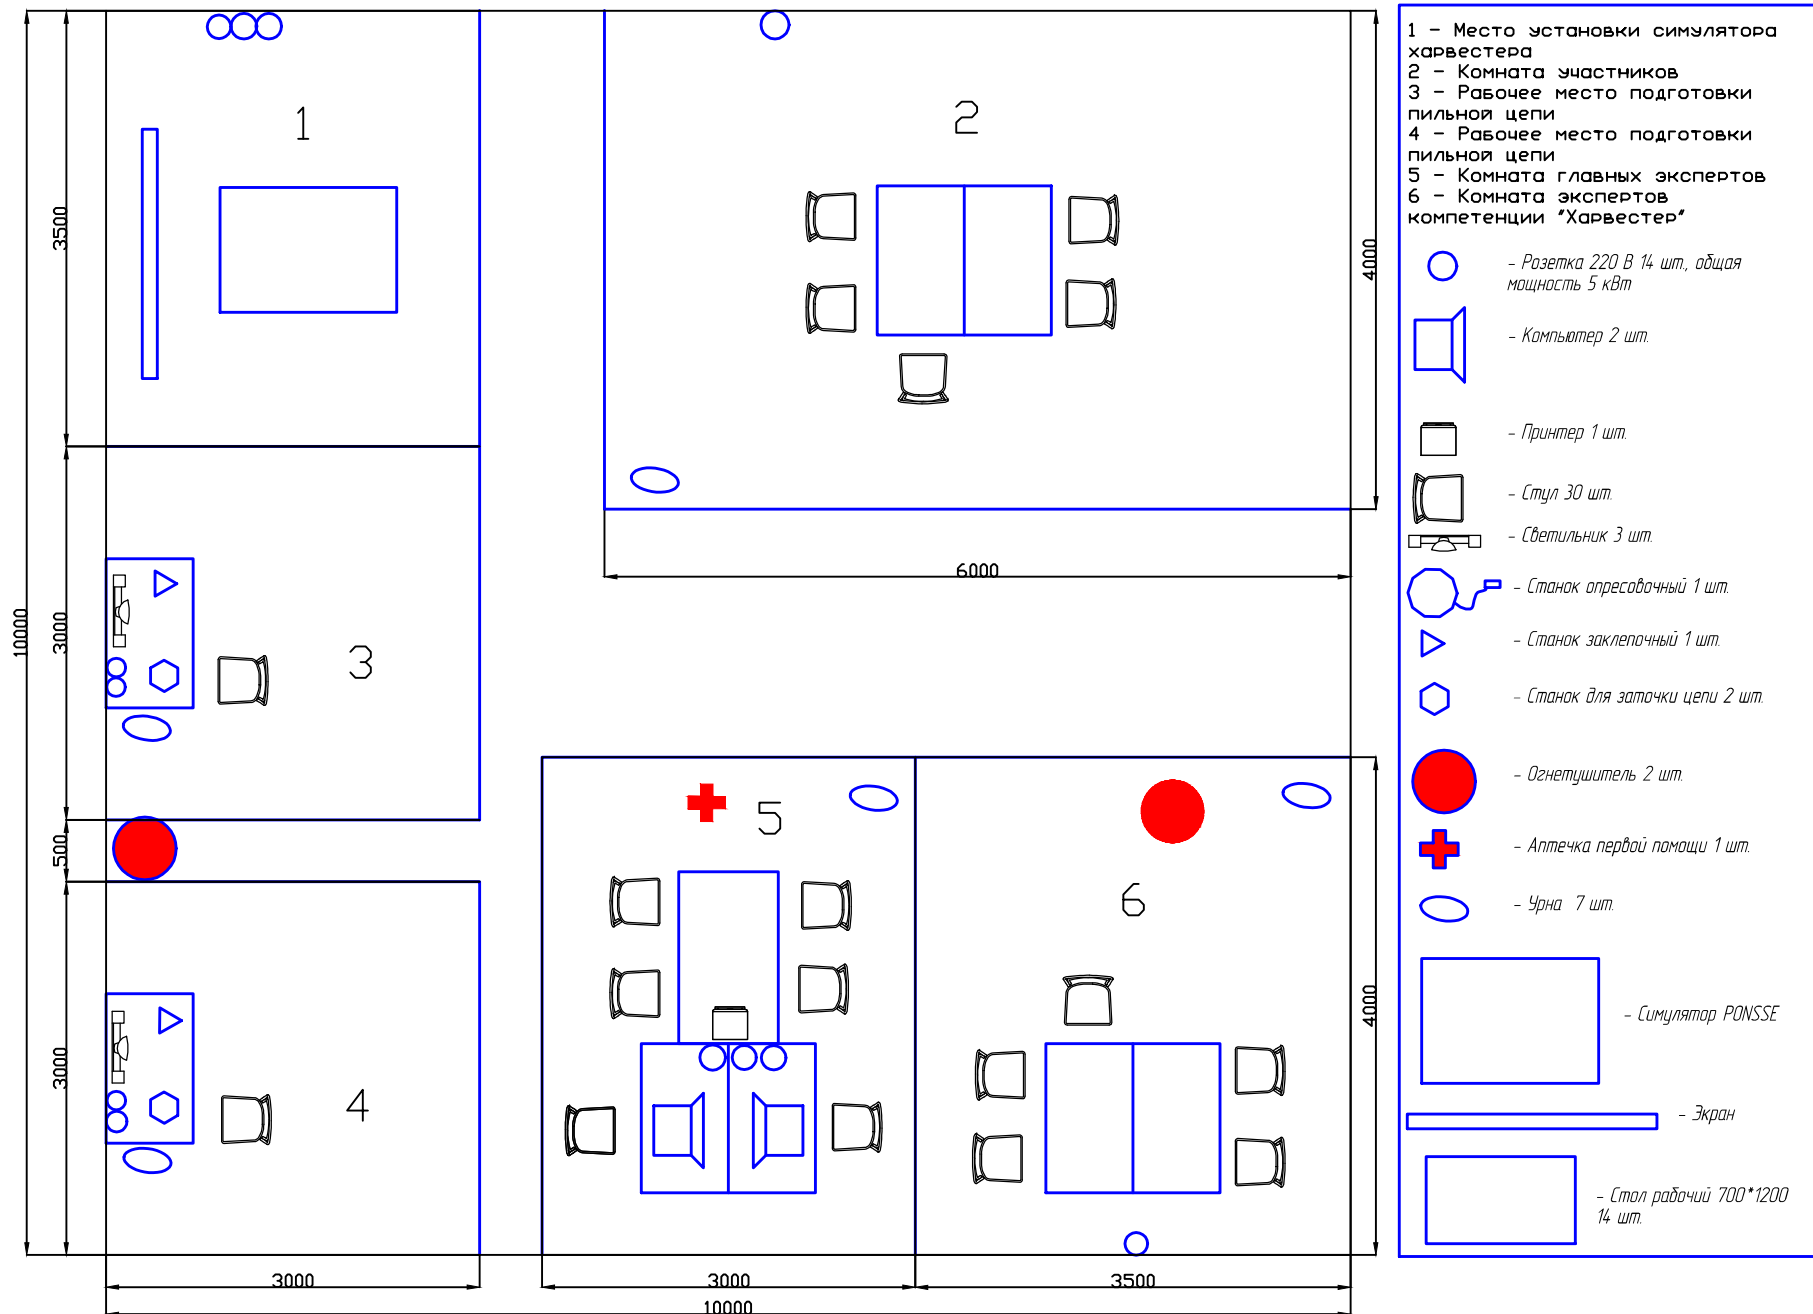 1 - Место установки симулятора
харвестера
2 - Комната участников
3 - Рабочее место подготовки
пильной цепи
4 - Рабочее место подготовки
пильной цепи
5 - Комната главных экспертов
6 - Комната экспертов
компетенции "Харвестер"
- Розетка 220 В 14 шт., общая
мощность 5 кВт
- Компьютер 2 шт.
- Принтер 1 шт.
- Стул 30 шт.
- Светильник 3 шт.
- Станок опресовочный 1 шт.
- Станок заклепочный 1 шт.
- Станок для заточки цепи 2 шт.
- Огнетушитель 2 шт.
- Аптечка первой помощи 1 шт.
- Урна 7 шт.
- Симулятор PONSSE
- Экран
- Стол рабочий 700*1200
14 шт.
1
2
3
4
5
6
3500
3000
500
3000
10000
4000
6000
4000
3000
3000
3500
10000